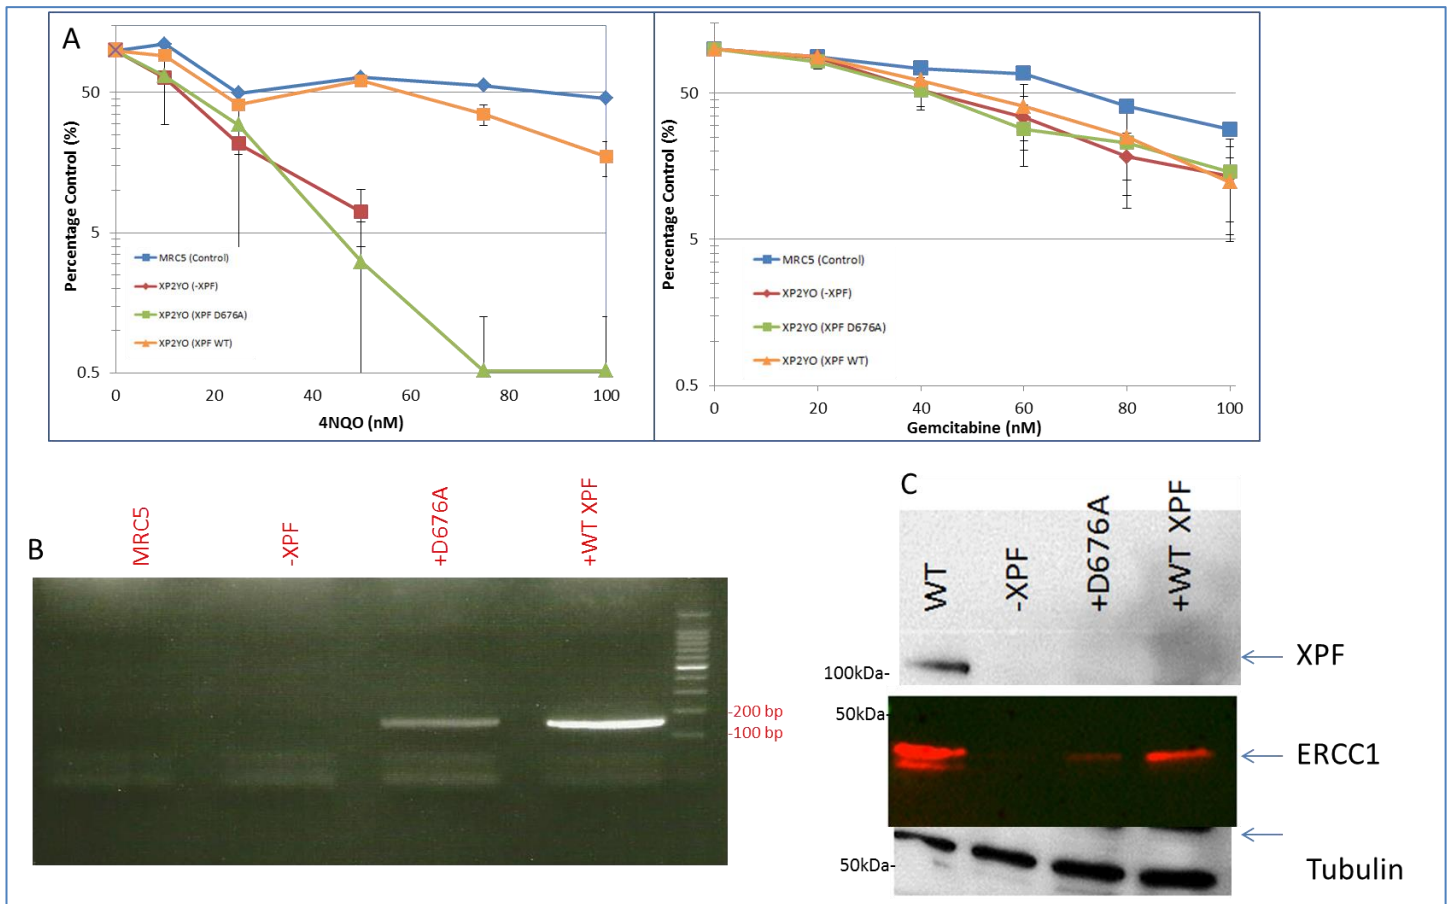 A
Percentage Control (%)
50
5
0.5
MRC5 (Control)
XP2YO (-XPF)
XP2YO (XPF D676A)
XP2YO (XPF WT)
0 20 40 60 80 100
4NQO (nM)
Percentage Control (%)
50
5
0.5
MRC5 (Control)
XP2YO (-XPF)
XP2YO (XPF D676A)
XP2YO (XPF WT)
0 20 40 60 80 100
Gemcitabine (nM)
B
MRC5
-XPF
+D676A
+WT XPF
-200 bp
-100 bp
C
WT
-XPF
+D676A
+WT XPF
XPF
100kDa-
50kDa-
ERCC1
50kDa-
Tubulin